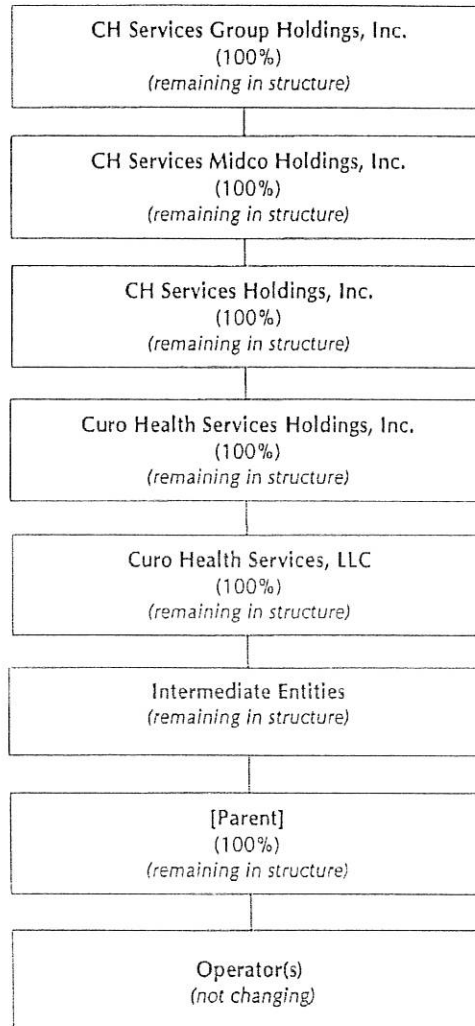 CH Services Group Holdings, Inc.
(100%)
(remaining in structure)
CH Services Midco Holdings, Inc.
(100%)
(remaining in structure)
CH Services Holdings, Inc.
(100%)
(remaining in structure)
Curo Health Services Holdings, Inc.
(100%)
(remaining in structure)
Curo Health Services, LLC
(100%)
(remaining in structure)
Intermediate Entities
(remaining in structure)
[Parent]
(100%)
(remaining in structure)
Operator(s)
(not changing)